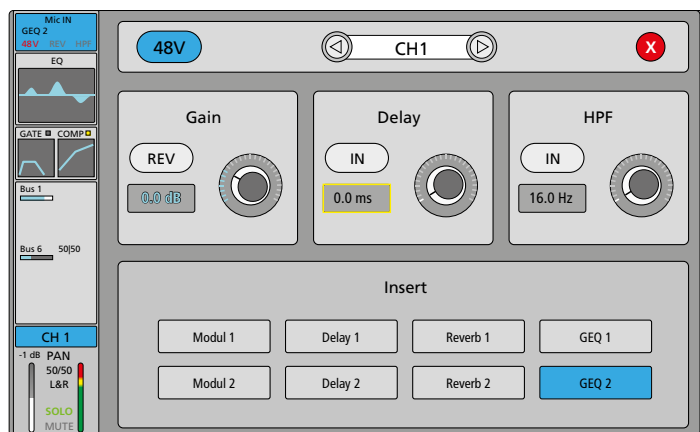 Mic IN
GEQ 2
48V REV HPF
EQ
GATE COMP
Bus 1
Bus 6 50|50
CH 1
-1 dB PAN
50/50
L&R
SOLO
MUTE
48V
CH1
X
Gain
REV
0.0 dB
Delay
IN
0.0 ms
HPF
IN
16.0 Hz
Insert
Modul 1 Delay 1 Reverb 1 GEQ 1
Modul 2 Delay 2 Reverb 2 GEQ 2